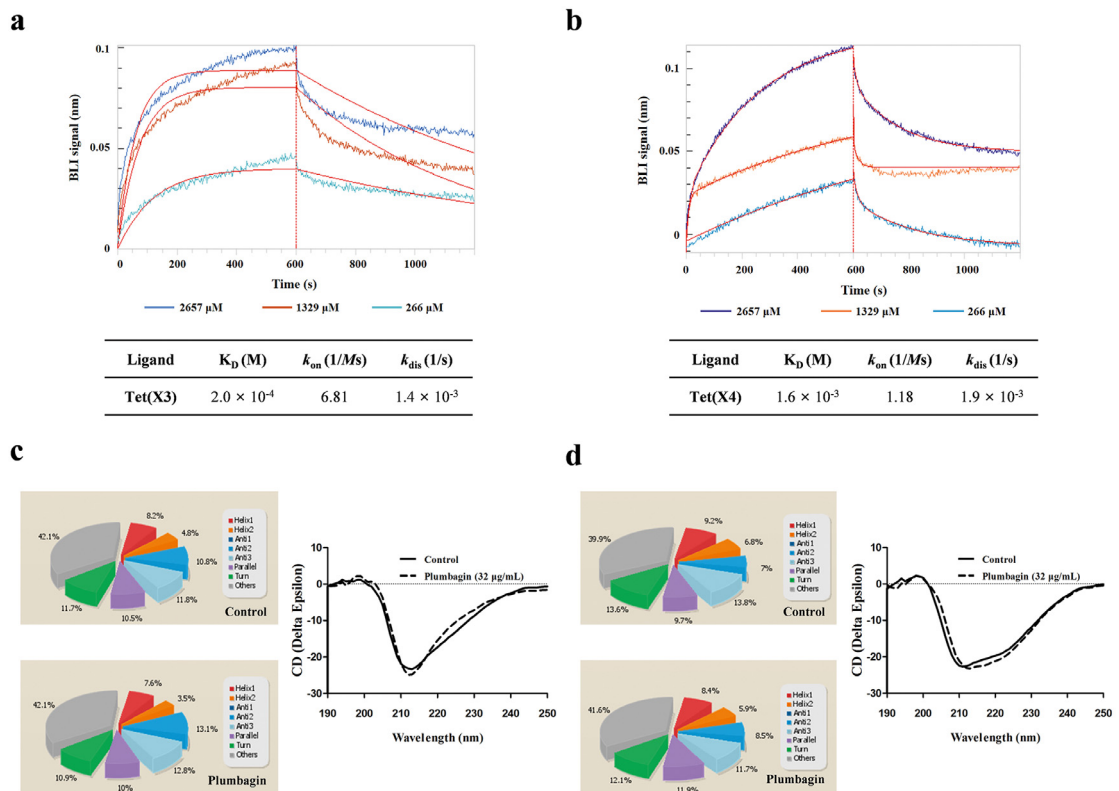 a
0.1
0.05
0
BLI signal (nm)
0 200 400 600 800 1000
Time (s)
2657 μM 1329 μM 266 μM
Ligand K_D (M) k_on (1/Ms) k_dis (1/s)
Tet(X3) 2.0 × 10⁻⁴ 6.81 1.4 × 10⁻³
b
0.1
0.05
0
BLI signal (nm)
0 200 400 600 800 1000
Time (s)
2657 μM 1329 μM 266 μM
Ligand K_D (M) k_on (1/Ms) k_dis (1/s)
Tet(X4) 1.6 × 10⁻³ 1.18 1.9 × 10⁻³
c
8.2%
4.8%
10.8%
11.8%
10.5%
11.7%
42.1%
Helix1
Helix2
Anti1
Anti2
Anti3
Parallel
Turn
Others
Control
7.6%
3.5%
13.1%
12.8%
10%
10.9%
42.1%
Helix1
Helix2
Anti1
Anti2
Anti3
Parallel
Turn
Others
Plumbagin
CD (Delta Epsilon)
10
0
-10
-20
-30
Control
Plumbagin (32 μg/mL)
190 200 210 220 230 240 250
Wavelength (nm)
d
9.2%
6.8%
7%
13.8%
9.7%
13.6%
39.9%
Helix1
Helix2
Anti1
Anti2
Anti3
Parallel
Turn
Others
Control
8.4%
5.9%
8.5%
11.7%
11.9%
12.1%
41.6%
Helix1
Helix2
Anti1
Anti2
Anti3
Parallel
Turn
Others
Plumbagin
CD (Delta Epsilon)
10
0
-10
-20
-30
Control
Plumbagin (32 μg/mL)
190 200 210 220 230 240 250
Wavelength (nm)